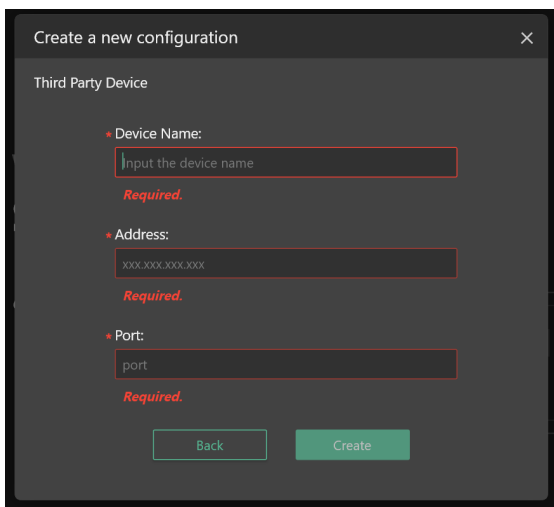 Create a new configuration
Third Party Device
* Device Name:
Input the device name
Required.
* Address:
xxx.xxx.xxx.xxx
Required.
* Port:
port
Required.
Back
Create